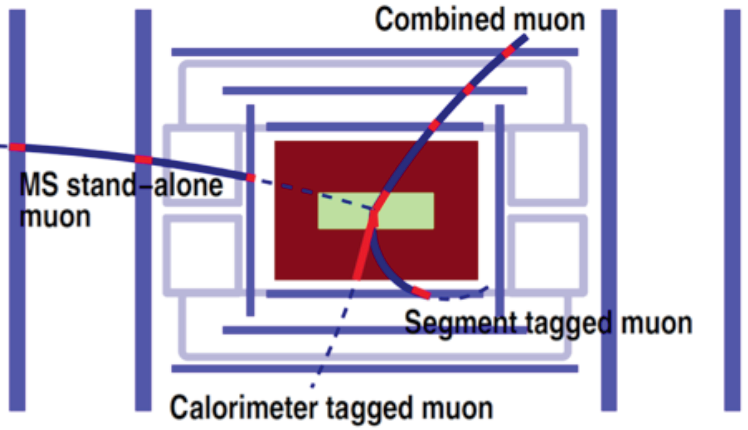 Combined muon
MS stand–alone
muon
Segment tagged muon
Calorimeter tagged muon